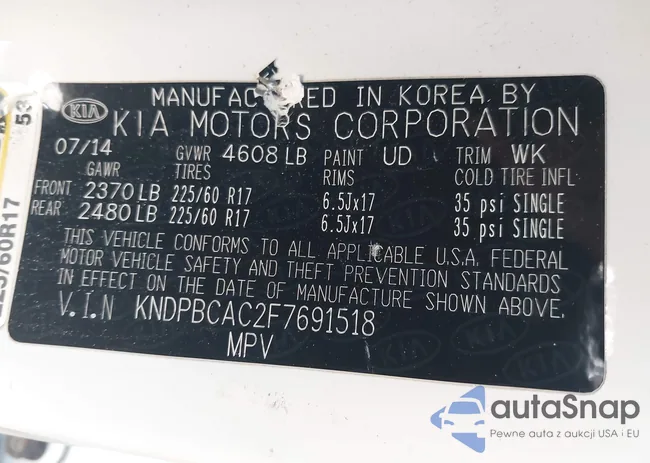 MANUFAC ED IN KOREA BY
KIA KIA MOTORS CORPORATION
07/14 GVWR 4608 LB PAINT UD TRIM WK
GAWR TIRES RIMS COLD TIRE INFL
FRONT 2370 LB 225/60 R17 6.5Jx17 35 psi SINGLE
REAR 2480 LB 225/60 R17 6.5Jx17 35 psi SINGLE
THIS VEHICLE CONFORMS TO ALL APPLICABLE U.S.A. FEDERAL
MOTOR VEHICLE SAFETY AND THEFT PREVENTION STANDARDS
IN EFFECT ON THE DATE OF MANUFACTURE SHOWN ABOVE.
V.I.N KNDPBCAC2F7691518
MPV
autaSnap
Pewne auta z aukcji USA i EU